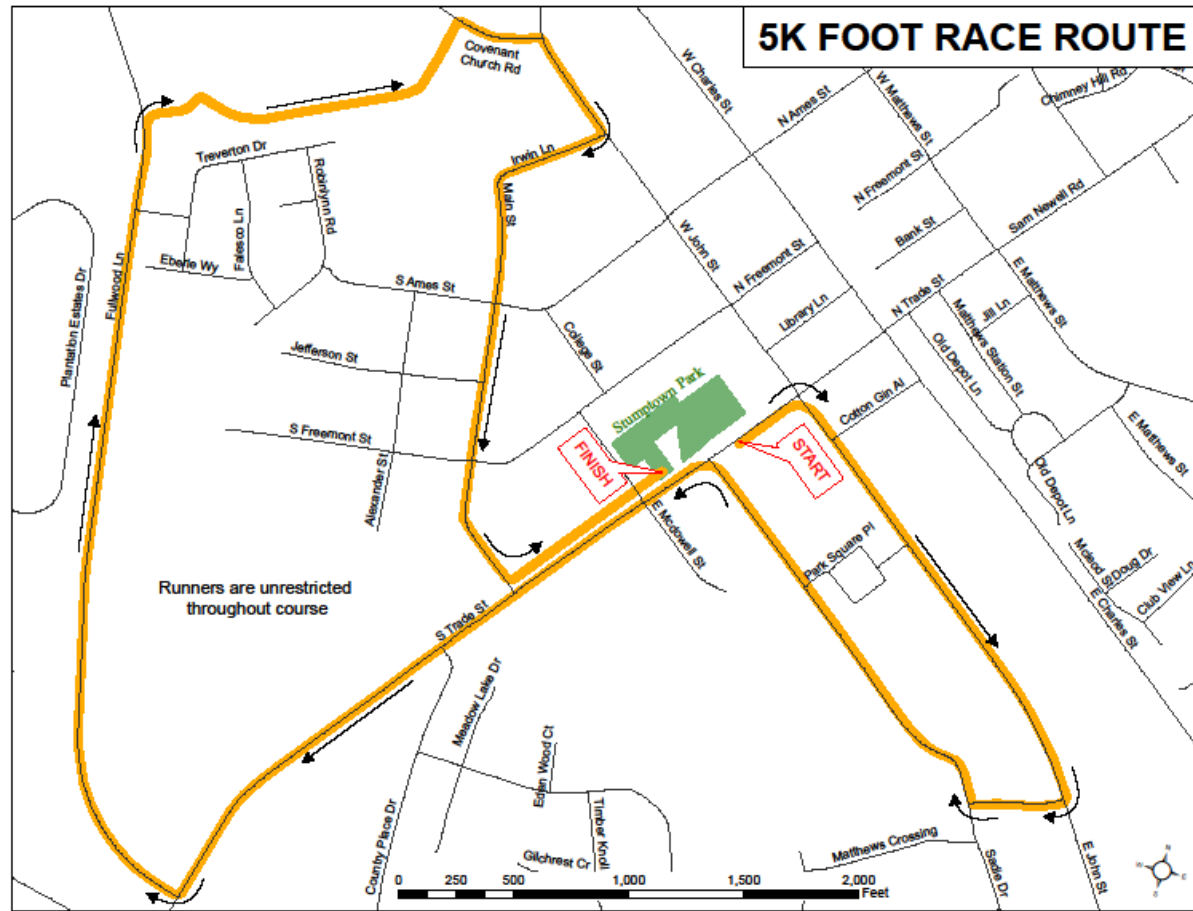 5K FOOT RACE ROUTE
Covenant
Church Rd
W Charles St
W Matthews St
Chimney Hill Rd
N Ames St
Treverton Dr
Irwin Ln
Robinlynn Rd
Main St
N Freemont St
Sam Newell Rd
Bank St
Falesco Ln
Eberle Wy
W John St
N Freemont St
S Ames St
Fullwood Ln
Plantation Estates Dr
N Trade St
E Matthews St
Library Ln
Jill Ln
Matthews Station St
Old Depot Ln
College St
Jefferson St
Stumptown Park
Cotton Gin Al
E Matthews St
S Freemont St
FINISH
START
Alexander St
Old Depot Ln
E Mcdowell St
Park Square Pl
Mcleod S
Doug Dr
Club View Ln
E Charles St
Runners are unrestricted
throughout course
S Trade St
Meadow Lake Dr
Eden Wood Ct
Country Place Dr
Timber Knoll
Gilchrest Cr
Matthews Crossing
Sadie Dr
E John St
0 250 500 1,000 1,500 2,000
Feet
N
W
E
S